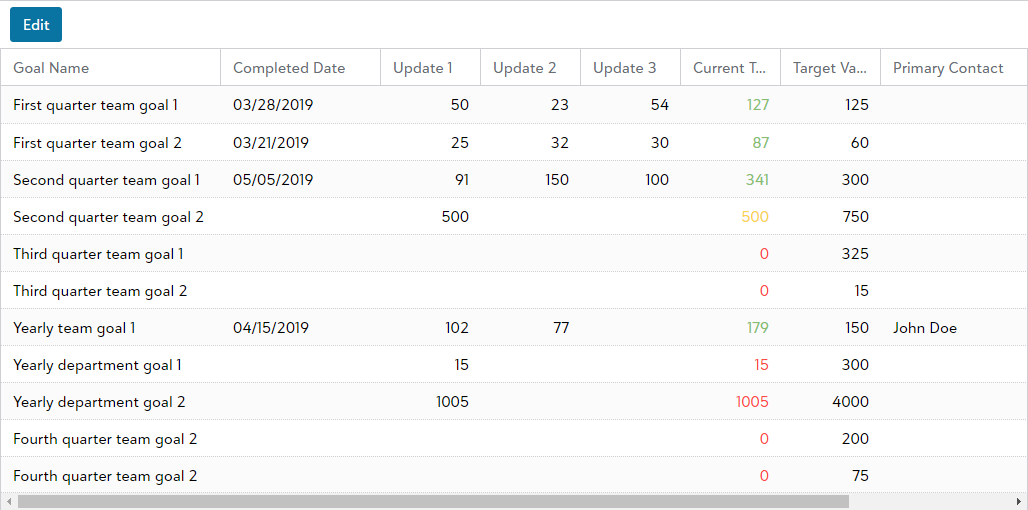 Edit
Goal Name Completed Date Update 1 Update 2 Update 3 Current T... Target Va... Primary Contact
First quarter team goal 1 03/28/2019 50 23 54 127 125
First quarter team goal 2 03/21/2019 25 32 30 87 60
Second quarter team goal 1 05/05/2019 91 150 100 341 300
Second quarter team goal 2 500 500 750
Third quarter team goal 1 0 325
Third quarter team goal 2 0 15
Yearly team goal 1 04/15/2019 102 77 179 150 John Doe
Yearly department goal 1 15 15 300
Yearly department goal 2 1005 1005 4000
Fourth quarter team goal 2 0 200
Fourth quarter team goal 2 0 75